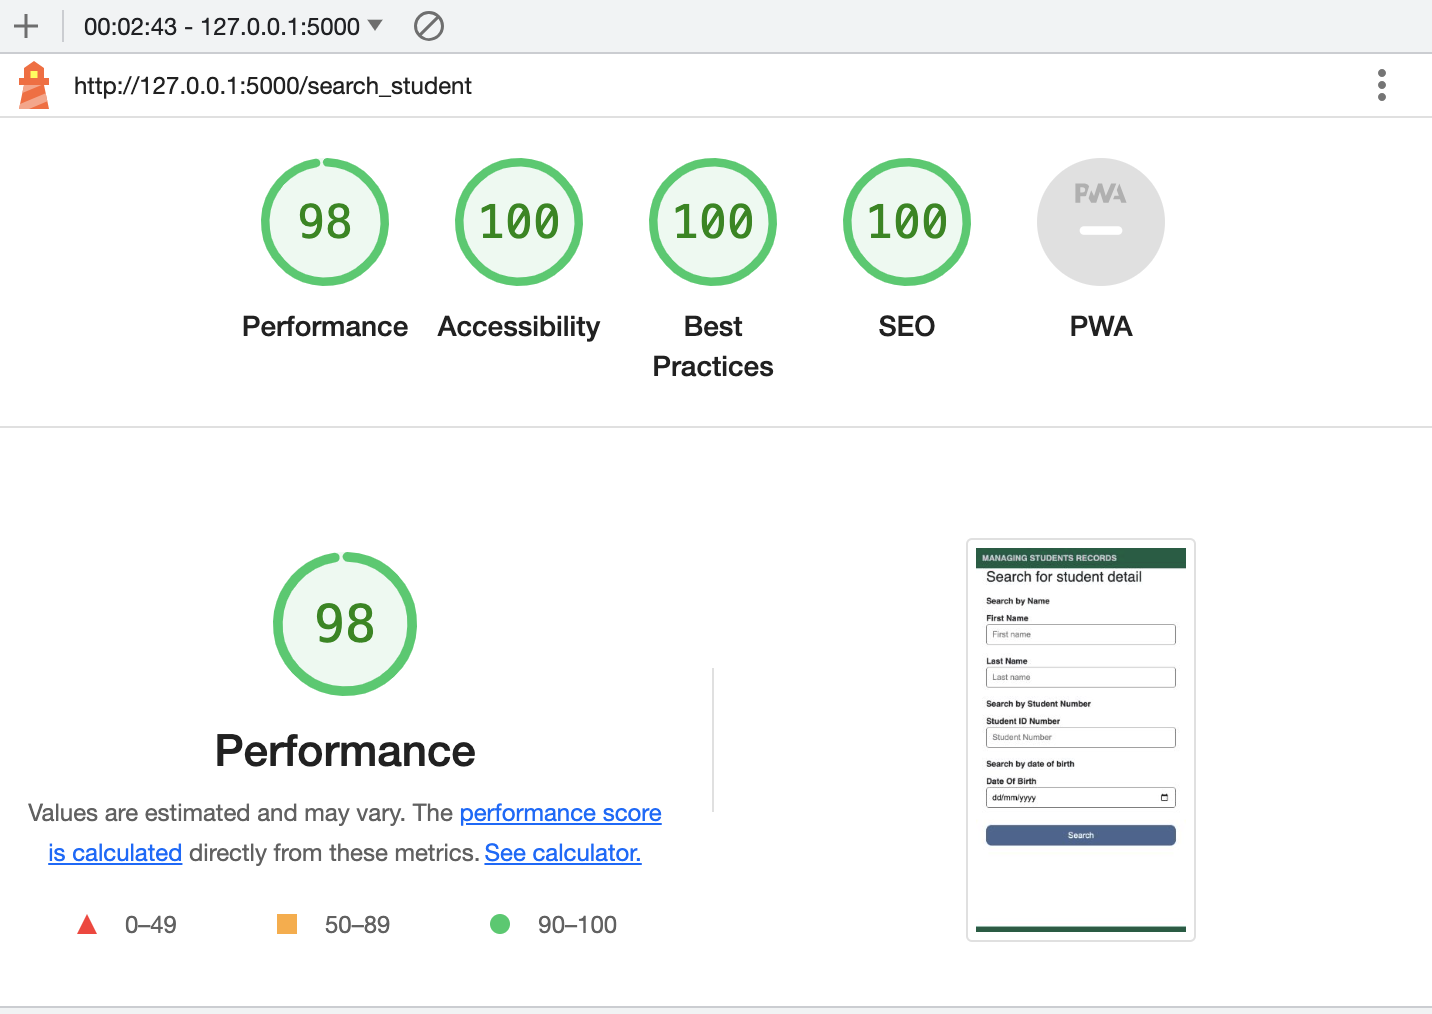 00:02:43 - 127.0.0.1:5000
http://127.0.0.1:5000/search_student
98
100
100
100
PWA
Performance
Accessibility
Best
Practices
SEO
PWA
98
Performance
Values are estimated and may vary. The performance score
is calculated directly from these metrics. See calculator.
0–49
50–89
90–100
MANAGING STUDENTS RECORDS
Search for student detail
Search by Name
First Name
First name
Last Name
Last name
Search by Student Number
Student ID Number
Student Number
Search by date of birth
Date Of Birth
dd/mm/yyyy
Search